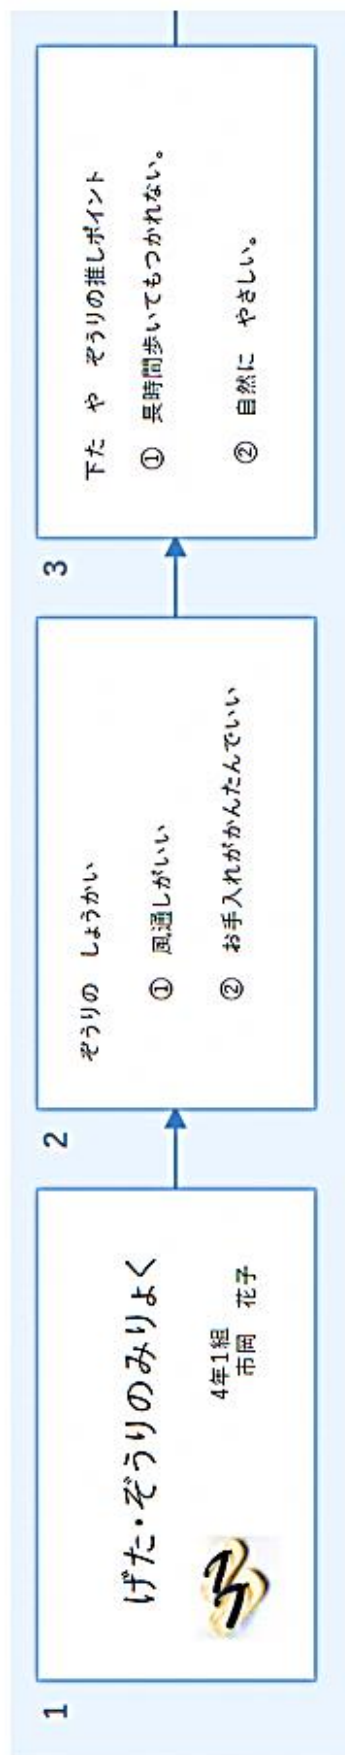 1
げた・ぞうりのみりょく
4年1組
市岡 花子
2
ぞうりの しょうかい
① 風通しがいい
② お手入れがかんたんでいい
3
下た や ぞうりの推しポイント
① 長時間歩いてもつかれない。
② 自然に やさしい。